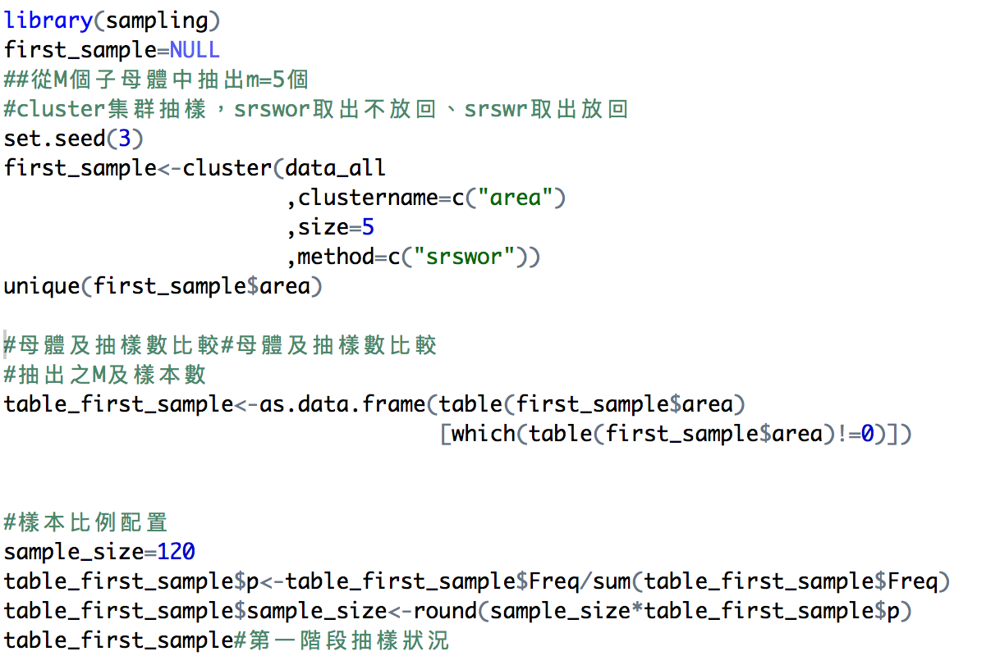 library(sampling)
first_sample=NULL
##從M個子母體中抽出m=5個
#cluster集群抽樣，srswor取出不放回、srswr取出放回
set.seed(3)
first_sample<-cluster(data_all
,clustername=c("area")
,size=5
,method=c("srswor"))
unique(first_sample$area)
#母體及抽樣數比較#母體及抽樣數比較
#抽出之M及樣本數
table_first_sample<-as.data.frame(table(first_sample$area)
[which(table(first_sample$area)!=0)])
#樣本比例配置
sample_size=120
table_first_sample$p<-table_first_sample$Freq/sum(table_first_sample$Freq)
table_first_sample$sample_size<-round(sample_size*table_first_sample$p)
table_first_sample#第一階段抽樣狀況